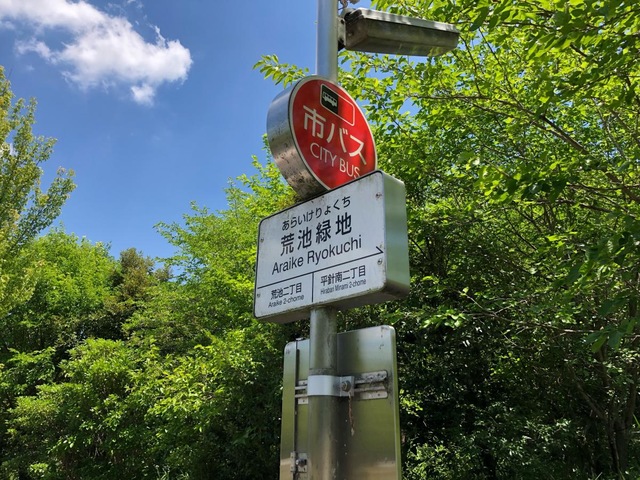 市バス
CITY BUS
あらいけりょくち
荒池緑地
Araike Ryokuchi
荒池二丁目
Araike 2-chome
平針南二丁目
Hirabari Minami 2-chome